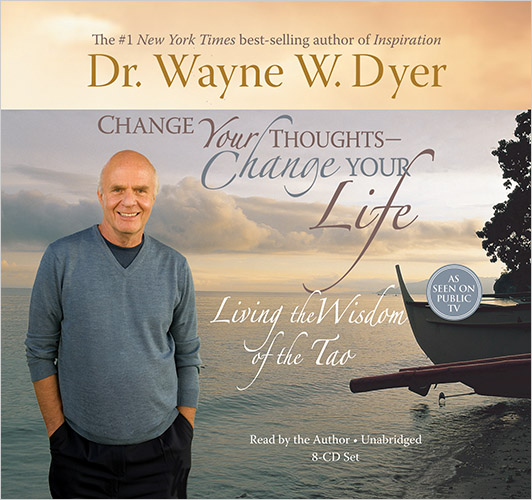 The #1 New York Times best-selling author of Inspiration
Dr. Wayne W. Dyer
CHANGE Your THOUGHTS–
Change YOUR
Life
AS
SEEN ON
PUBLIC
TV
Living the Wisdom
of the Tao
Read by the Author • Unabridged
8-CD Set